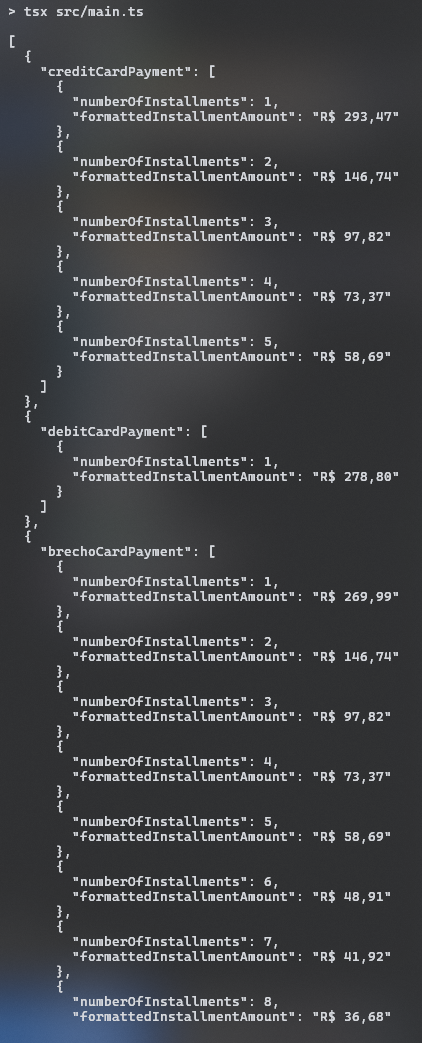 > tsx src/main.ts
[
  {
    "creditCardPayment": [
      {
        "numberOfInstallments": 1,
        "formattedInstallmentAmount": "R$ 293,47"
      },
      {
        "numberOfInstallments": 2,
        "formattedInstallmentAmount": "R$ 146,74"
      },
      {
        "numberOfInstallments": 3,
        "formattedInstallmentAmount": "R$ 97,82"
      },
      {
        "numberOfInstallments": 4,
        "formattedInstallmentAmount": "R$ 73,37"
      },
      {
        "numberOfInstallments": 5,
        "formattedInstallmentAmount": "R$ 58,69"
      }
    ]
  },
  {
    "debitCardPayment": [
      {
        "numberOfInstallments": 1,
        "formattedInstallmentAmount": "R$ 278,80"
      }
    ]
  },
  {
    "brechoCardPayment": [
      {
        "numberOfInstallments": 1,
        "formattedInstallmentAmount": "R$ 269,99"
      },
      {
        "numberOfInstallments": 2,
        "formattedInstallmentAmount": "R$ 146,74"
      },
      {
        "numberOfInstallments": 3,
        "formattedInstallmentAmount": "R$ 97,82"
      },
      {
        "numberOfInstallments": 4,
        "formattedInstallmentAmount": "R$ 73,37"
      },
      {
        "numberOfInstallments": 5,
        "formattedInstallmentAmount": "R$ 58,69"
      },
      {
        "numberOfInstallments": 6,
        "formattedInstallmentAmount": "R$ 48,91"
      },
      {
        "numberOfInstallments": 7,
        "formattedInstallmentAmount": "R$ 41,92"
      },
      {
        "numberOfInstallments": 8,
        "formattedInstallmentAmount": "R$ 36,68"